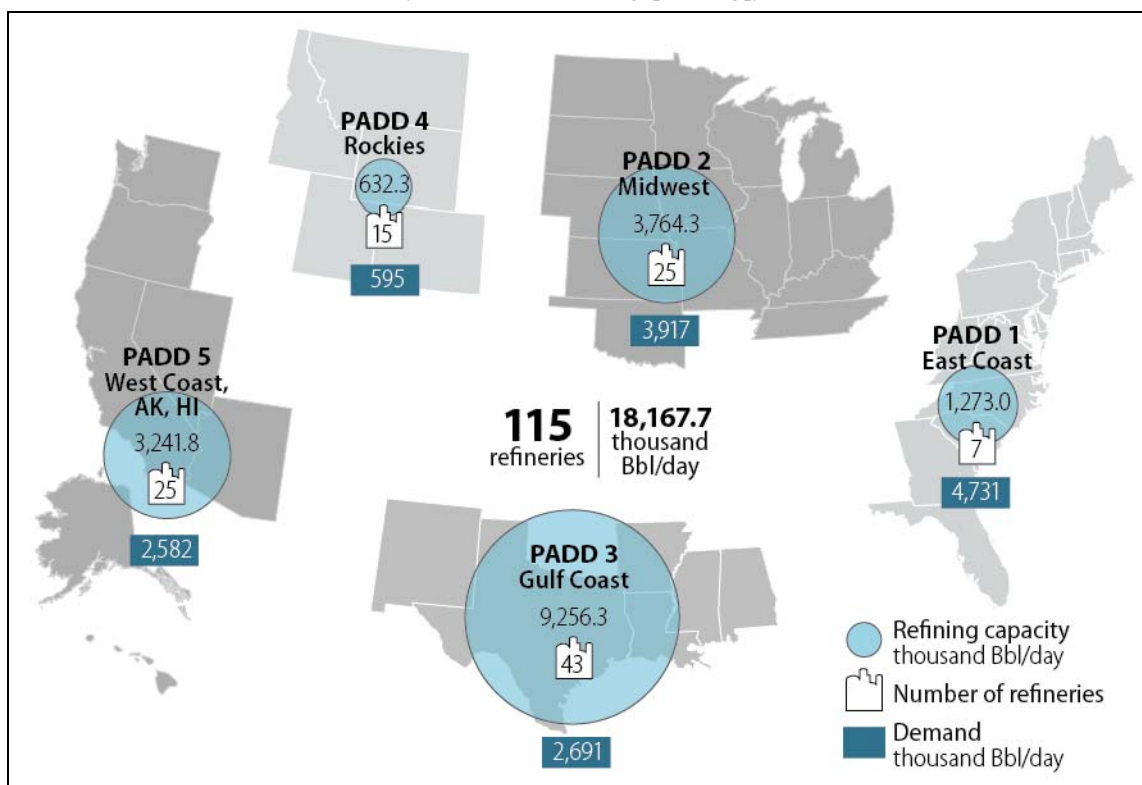 PADD 4
Rockies
632.3
15
595
PADD 2
Midwest
3,764.3
25
3,917
PADD 1
East Coast
1,273.0
7
4,731
PADD 5
West Coast,
AK, HI
3,241.8
25
2,582
115
refineries
18,167.7
thousand
Bbl/day
PADD 3
Gulf Coast
9,256.3
43
2,691
Refining capacity
thousand Bbl/day
Number of refineries
Demand
thousand Bbl/day